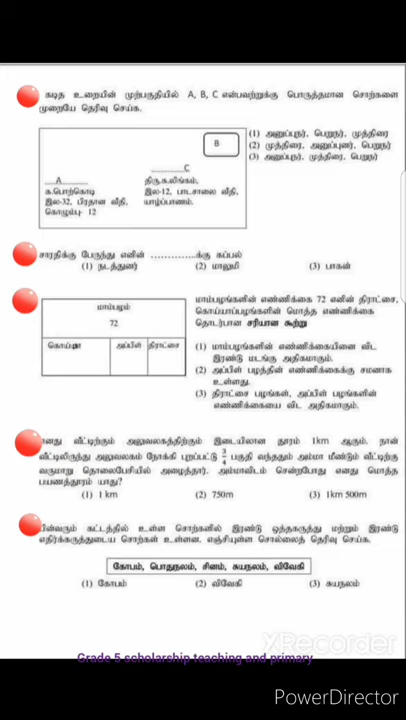 கடித உறையின் முற்பகுதியில் A, B, C என்பவற்றுக்கு பொருத்தமான சொற்களை
முறையே தெரிவு செய்க.
B
(1) அனுப்புநர், பெறுநர், முத்திரை
(2) முத்திரை, அனுப்புனர், பெறுநர்
(3) அனுப்புநர், முத்திரை, பெறுநர்
C
திரு.க.லிங்கம்,
இல-12, பாடசாலை வீதி,
யாழ்ப்பாணம்.
A
க.பொற்கொடி
இல-32, பிரதான வீதி,
கொழும்பு- 12
சாரதிக்கு பேருந்து எனின் .............க்கு கப்பல்
(1) நடத்துனர் (2) மாலுமி (3) பாகன்
மாம்பழங்களின் எண்ணிக்கை 72 எனின் திராட்சை,
கொய்யாப்பழங்களின் மொத்த எண்ணிக்கை
தொடர்பான சரியான கூற்று
மாம்பழம்
72
கொய்யா அப்பிள் திராட்சை
(1) மாம்பழங்களின் எண்ணிக்கையினை விட
இரண்டு மடங்கு அதிகமாகும்.
(2) அப்பிள் பழத்தின் எண்ணிக்கைக்கு சமனாக
உள்ளது.
(3) திராட்சை பழங்கள், அப்பிள் பழங்களின்
எண்ணிக்கையை விட அதிகமாகும்.
னது வீட்டிற்கும் அலுவலகத்திற்கும் இடையிலான தூரம் 1km ஆகும். நான்
வீட்டிலிருந்து அலுவலகம் நோக்கி புறப்பட்டு 3/4 பகுதி வந்ததும் அம்மா மீண்டும் வீட்டிற்கு
வருமாறு தொலைபேசியில் அழைத்தார். அம்மாவிடம் சென்றபோது எனது மொத்த
பயணத்தூரம் யாது?
(1) 1 km (2) 750m (3) 1km 500m
பின்வரும் கட்டத்தில் உள்ள சொற்களில் இரண்டு ஒத்தகருத்து மற்றும் இரண்டு
எதிர்க்கருத்துடைய சொற்கள் உள்ளன. எஞ்சியுள்ள சொல்லைத் தெரிவு செய்க.
கோபம், பொதுநலம், சினம், சுயநலம், விவேகி
(1) கோபம் (2) விவேகி (3) சுயநலம்
XRecorder
Grade 5 scholarship teaching and primary
PowerDirector